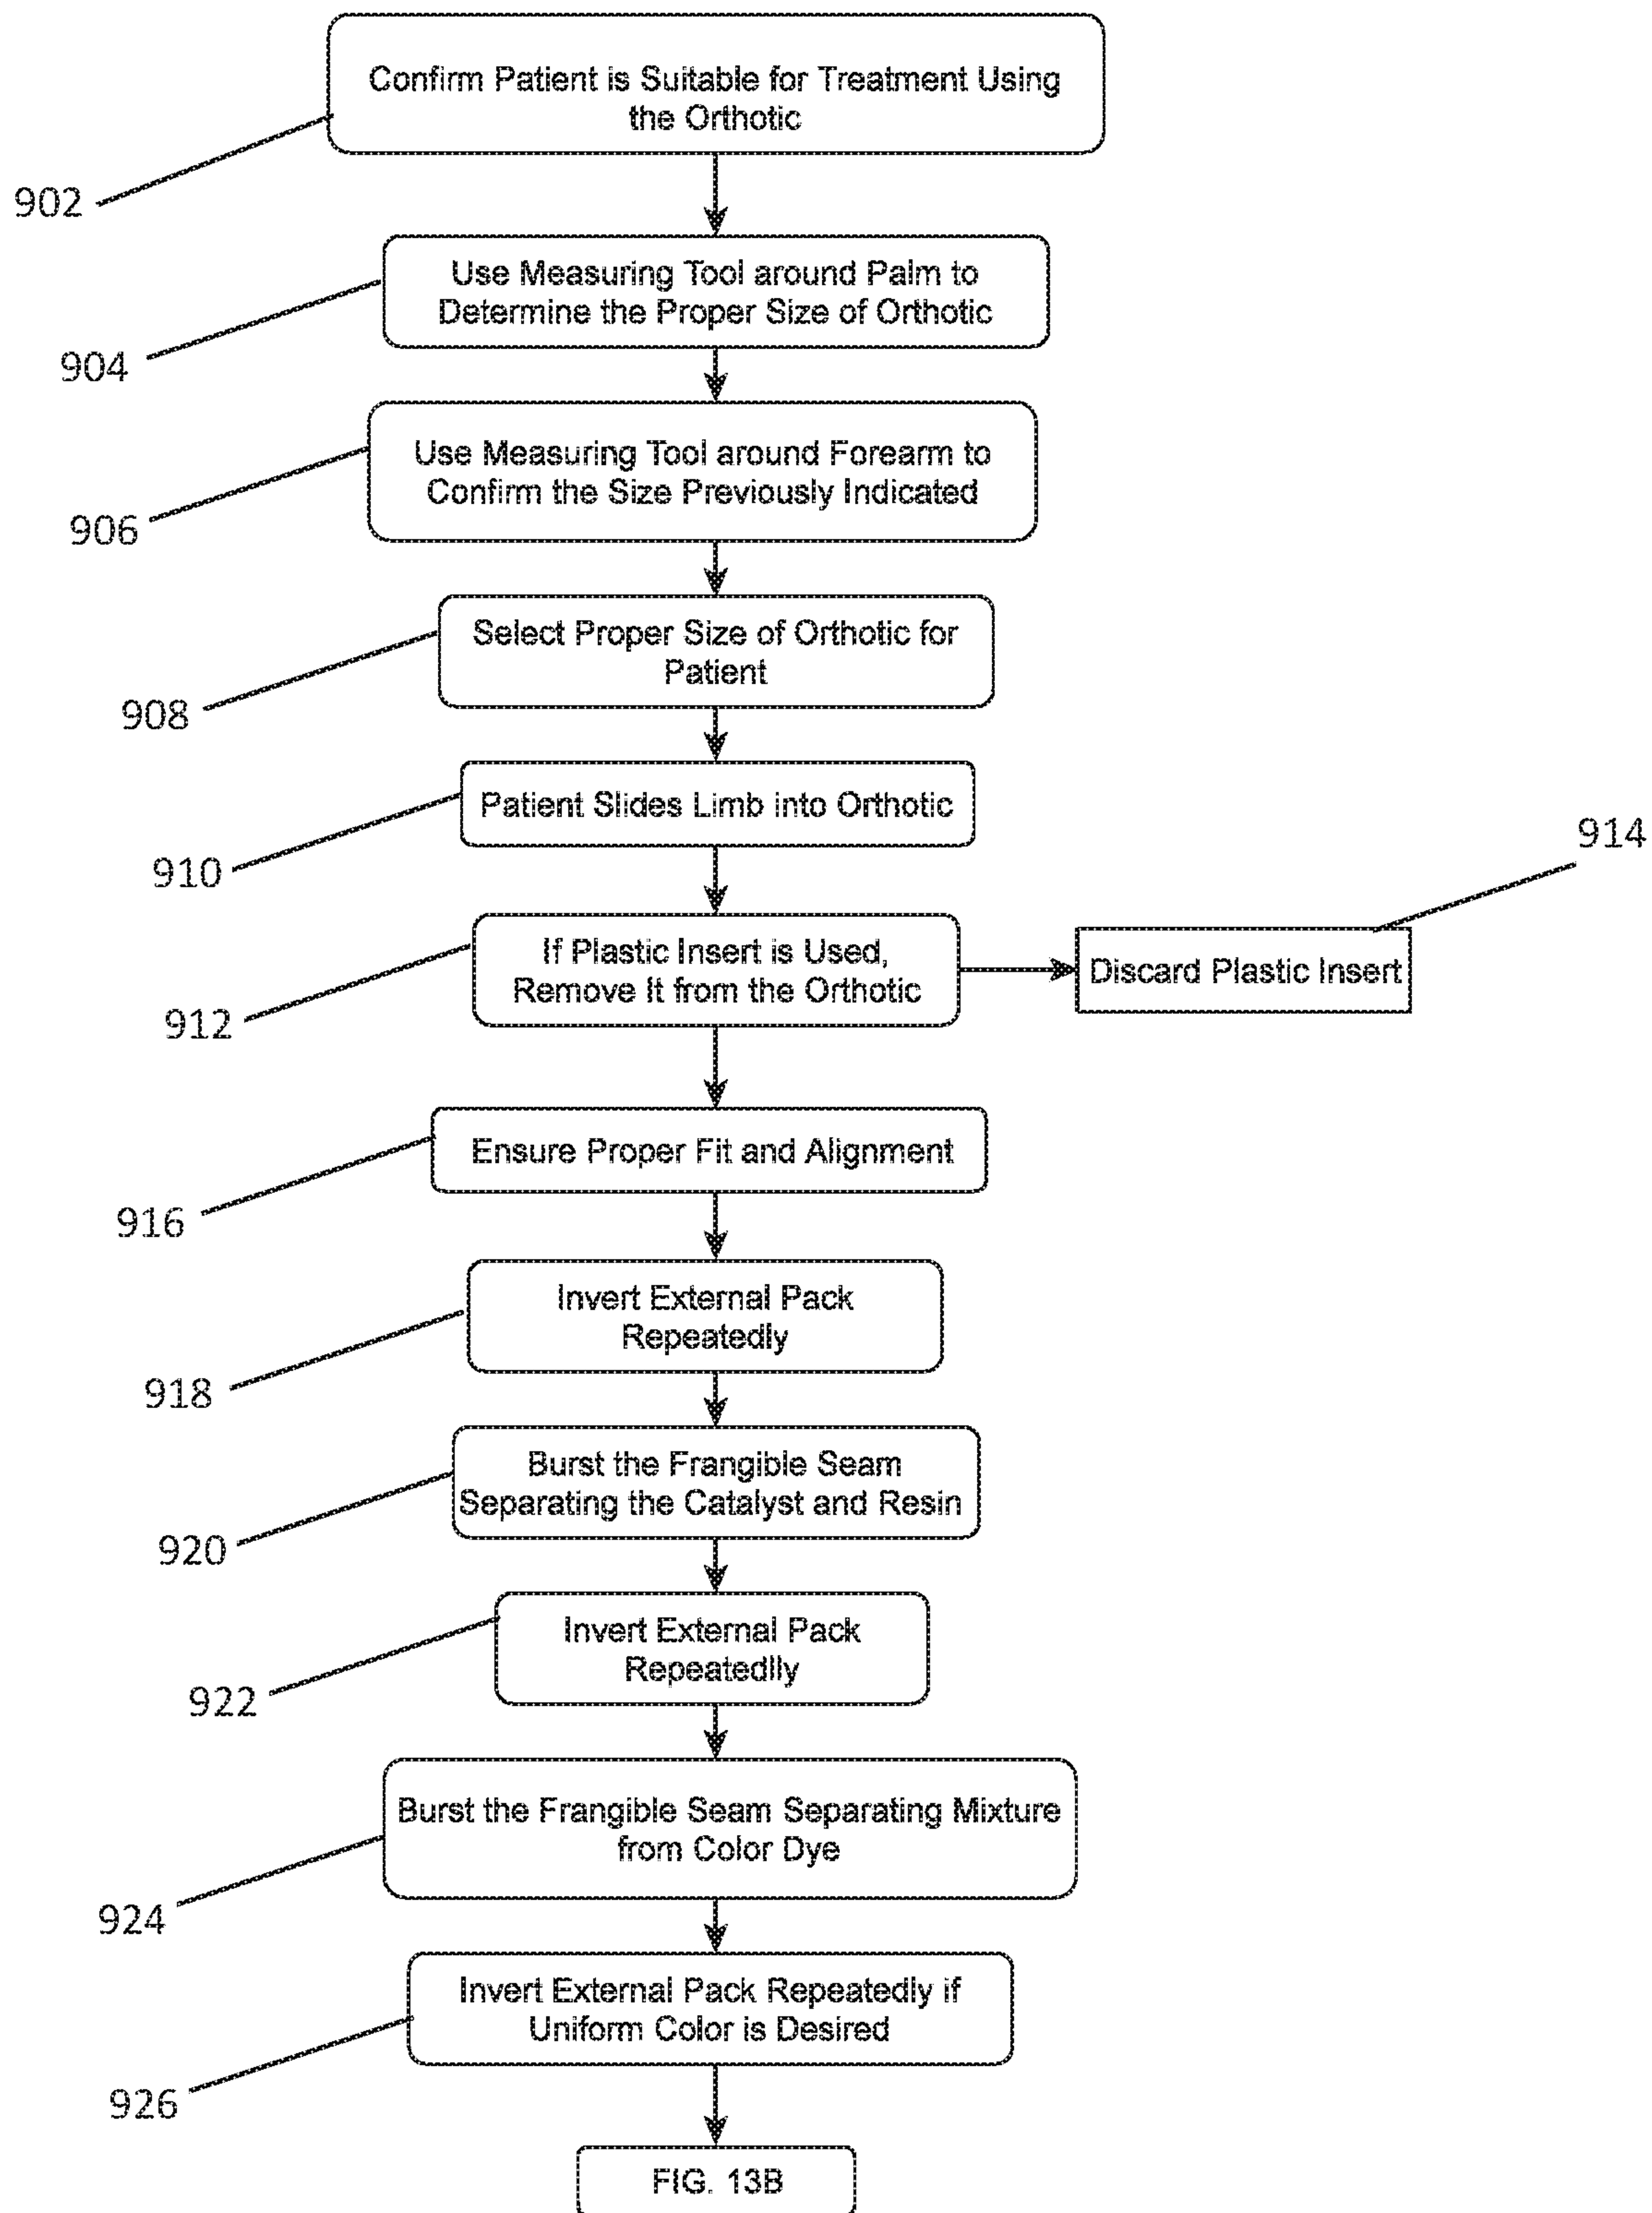 Confirm Patient is Suitable for Treatment Using
the Orthotic
902
Use Measuring Tool around Palm to
Determine the Proper Size of Orthotic
904
Use Measuring Tool around Forearm to
Confirm the Size Previously Indicated
906
Select Proper Size of Orthotic for
Patient
908
Patient Slides Limb into Orthotic
910
If Plastic Insert is Used,
Remove It from the Orthotic
912
914
Discard Plastic Insert
Ensure Proper Fit and Alignment
916
Invert External Pack
Repeatedly
918
Burst the Frangible Seam
Separating the Catalyst and Resin
920
Invert External Pack
Repeatedlly
922
Burst the Frangible Seam Separating Mixture
from Color Dye
924
Invert External Pack Repeatedly if
Uniform Color is Desired
926
FIG. 13B